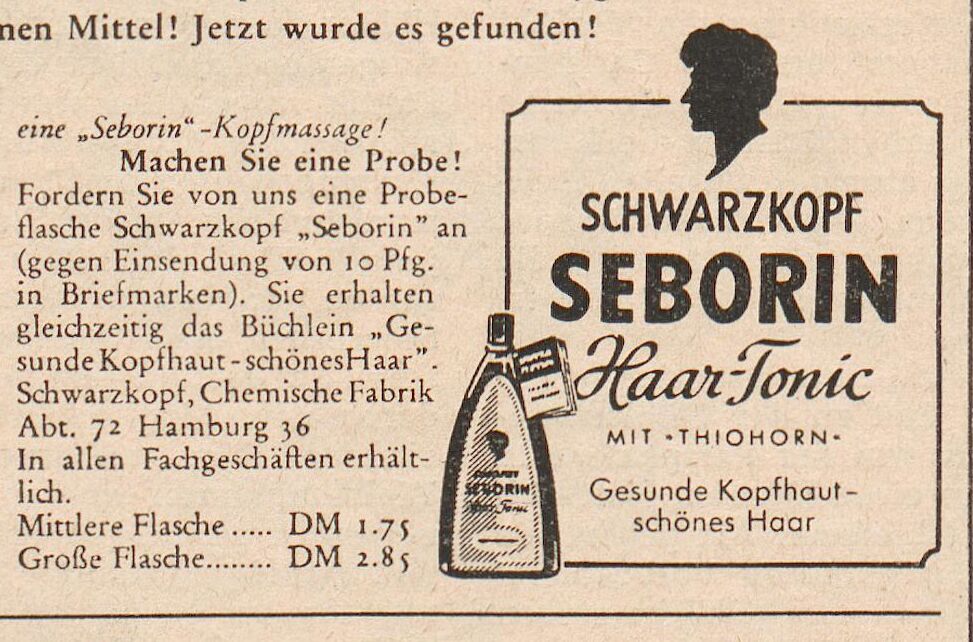 nen Mittel! Jetzt wurde es gefunden!
eine „Seborin“-Kopfmassage!
Machen Sie eine Probe!
Fordern Sie von uns eine Probe-
flasche Schwarzkopf „Seborin” an
(gegen Einsendung von 10 Pfg.
in Briefmarken). Sie erhalten
gleichzeitig das Büchlein „Ge-
sunde Kopfhaut - schönes Haar”.
Schwarzkopf, Chemische Fabrik
Abt. 72 Hamburg 36
In allen Fachgeschäften erhält-
lich.
Mittlere Flasche ..... DM 1.75
Große Flasche........ DM 2.85
SCHWARZKOPF
SEBORIN
Haar-Tonic
MIT •THIOHORN•
Gesunde Kopfhaut-
schönes Haar
SEBORIN
Haar-Tonic